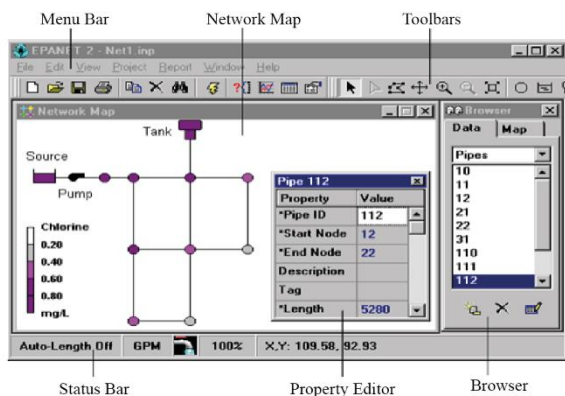 Menu Bar
Network Map
Toolbars
EPANET 2 - Net1.inp
File Edit View Project Report Window Help
Network Map
Tank
Source
Pump
Chlorine
0.20
0.40
0.60
0.80
mg/L
Pipe 112
Property Value
*Pipe ID 112
*Start Node 12
*End Node 22
Description
Tag
*Length 5280
Browser
Data Map
Pipes
10
11
12
21
22
31
110
111
112
Auto-Length Off GPM 100% X,Y: 109.58, 92.93
Status Bar
Property Editor
Browser